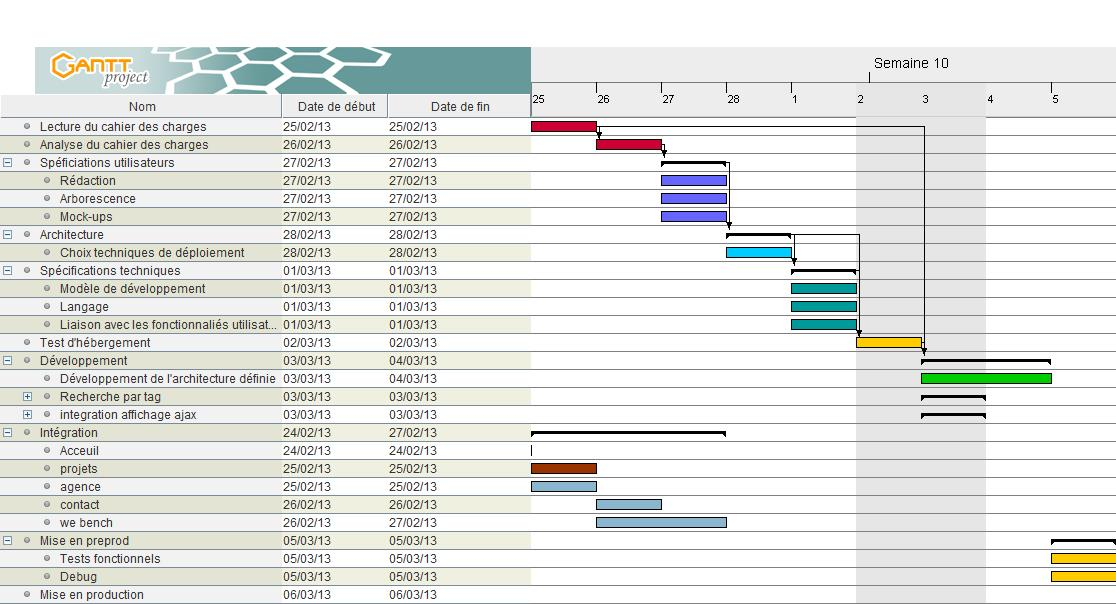 GANTT
project
Semaine 10
Nom Date de début Date de fin 25 26 27 28 1 2 3 4 5
Lecture du cahier des charges 25/02/13 25/02/13
Analyse du cahier des charges 26/02/13 26/02/13
Spéficiations utilisateurs 27/02/13 27/02/13
Rédaction 27/02/13 27/02/13
Arborescence 27/02/13 27/02/13
Mock-ups 27/02/13 27/02/13
Architecture 28/02/13 28/02/13
Choix techniques de déploiement 28/02/13 28/02/13
Spécifications techniques 01/03/13 01/03/13
Modèle de développement 01/03/13 01/03/13
Langage 01/03/13 01/03/13
Liaison avec les fonctionnaliés utilisat... 01/03/13 01/03/13
Test d'hébergement 02/03/13 02/03/13
Développement 03/03/13 04/03/13
Développement de l'architecture définie 03/03/13 04/03/13
Recherche par tag 03/03/13 03/03/13
integration affichage ajax 03/03/13 03/03/13
Intégration 24/02/13 27/02/13
Acceuil 24/02/13 24/02/13
projets 25/02/13 25/02/13
agence 25/02/13 25/02/13
contact 26/02/13 26/02/13
we bench 26/02/13 27/02/13
Mise en preprod 05/03/13 05/03/13
Tests fonctionnels 05/03/13 05/03/13
Debug 05/03/13 05/03/13
Mise en production 06/03/13 06/03/13